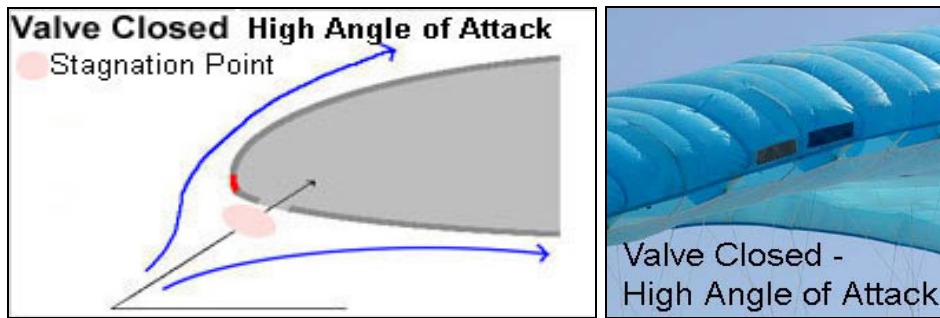 Valve Closed High Angle of Attack
Stagnation Point
Valve Closed -
High Angle of Attack